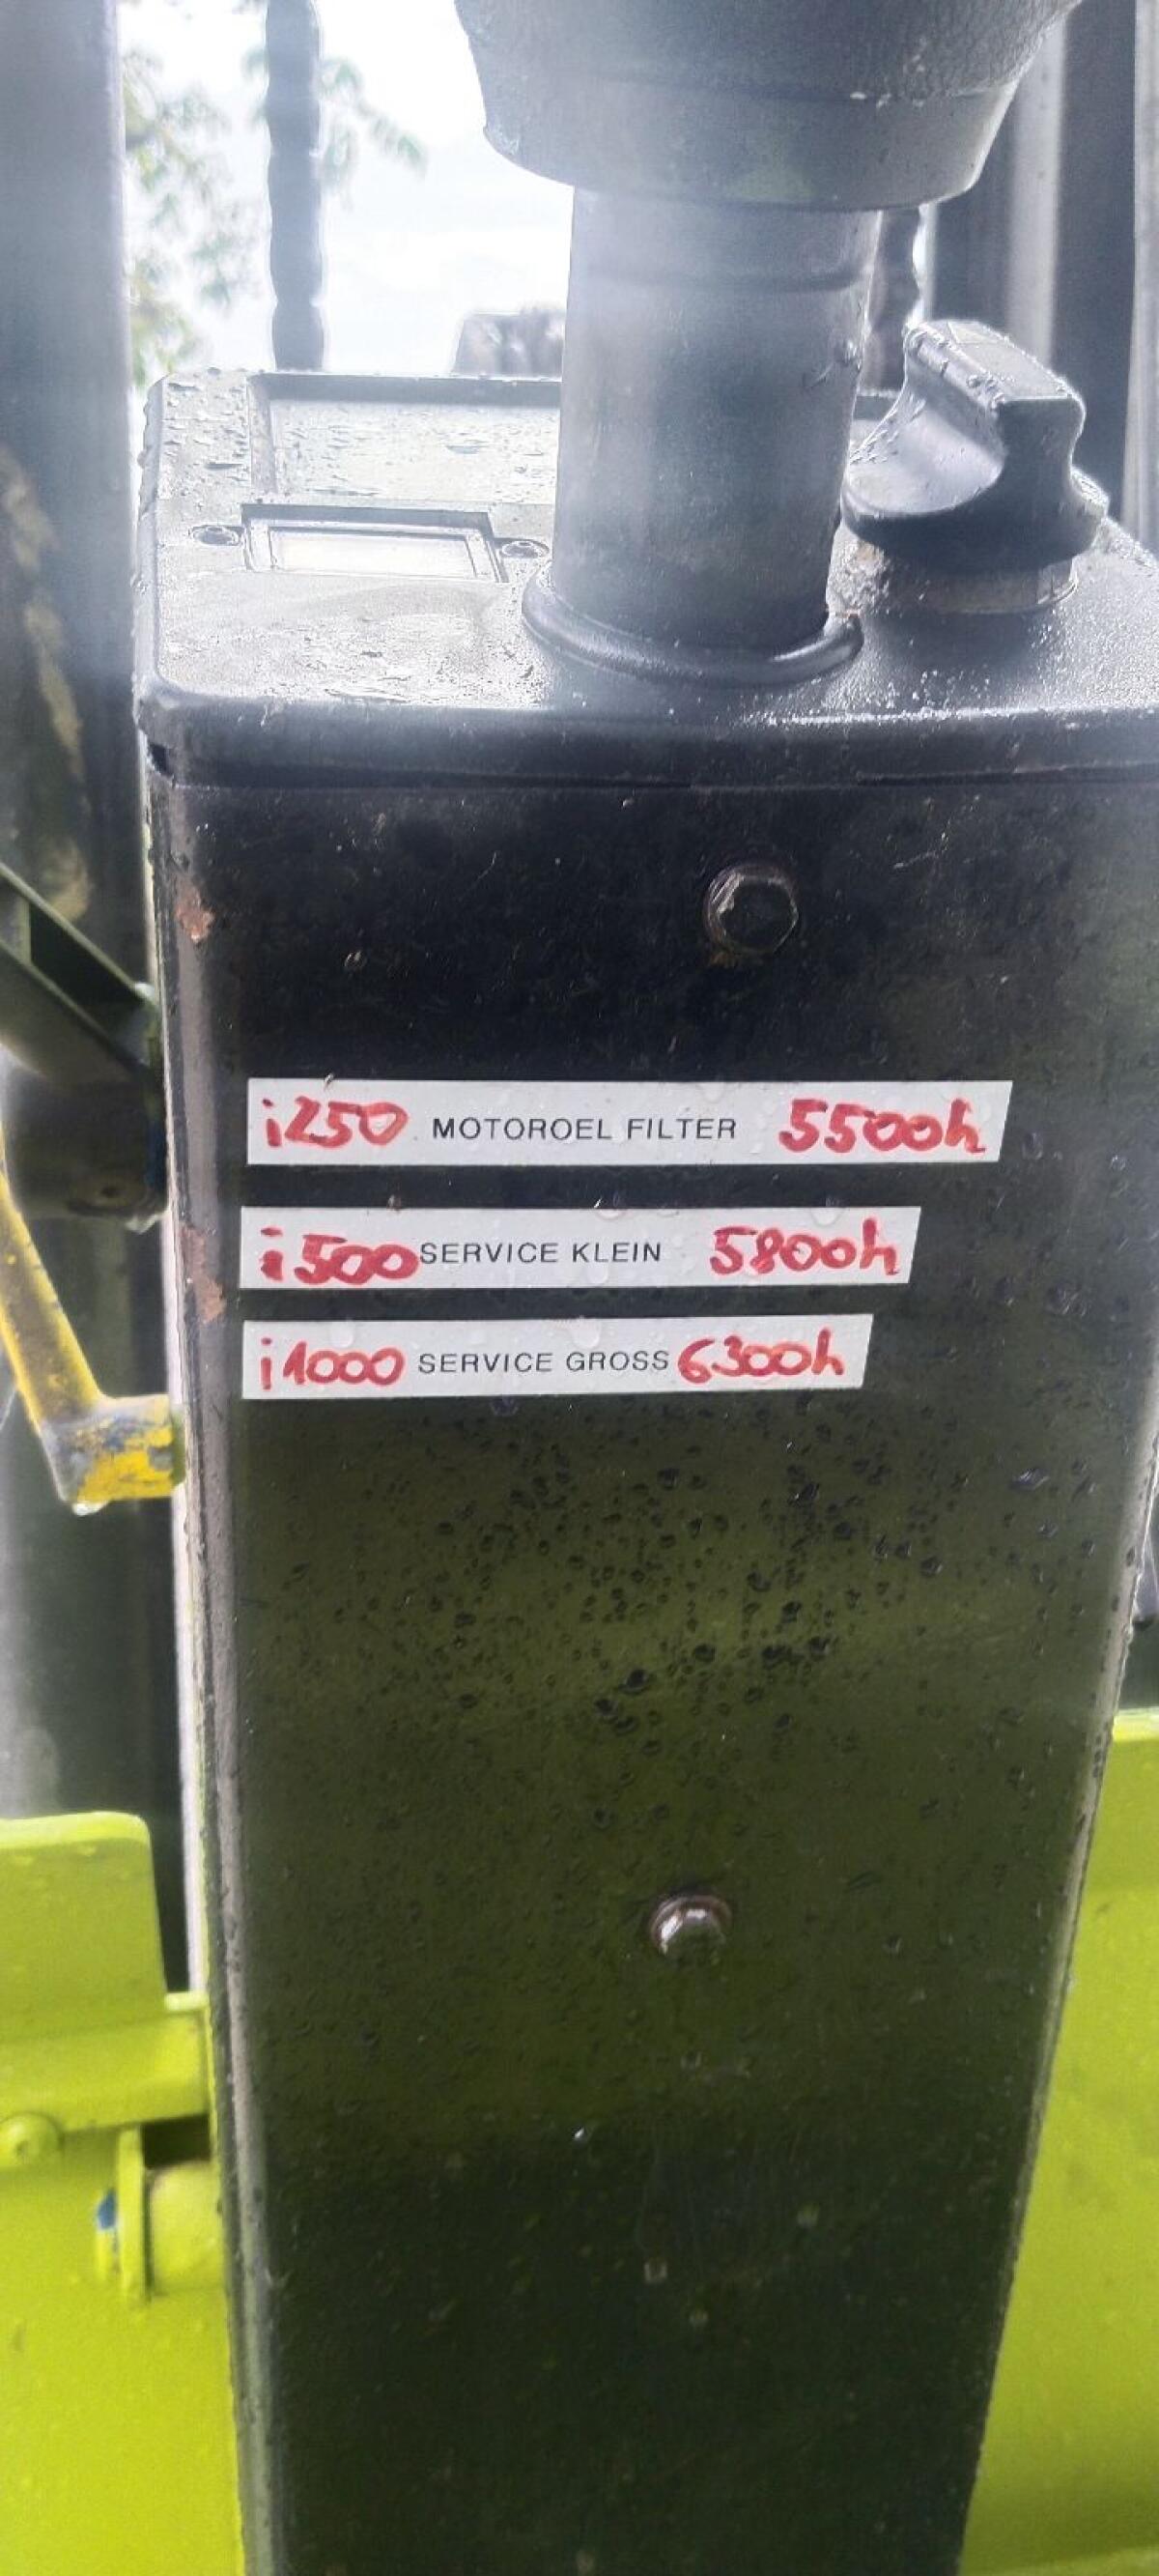 i250 MOTOROEL FILTER 5500h
i500 SERVICE KLEIN 5800h
i1000 SERVICE GROSS 6300h